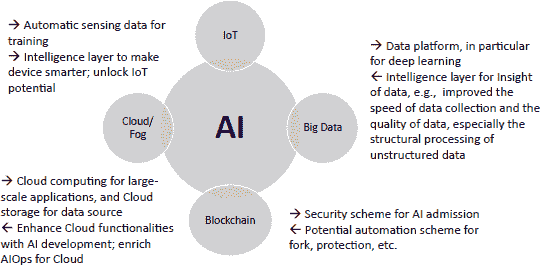 → Automatic sensing data for
training
→ Intelligence layer to make
device smarter; unlock IoT
potential
IoT
→ Data platform, in particular
for deep learning
← Intelligence layer for Insight
of data, e.g., improved the
speed of data collection and the
quality of data, especially the
structural processing of
unstructured data
Cloud/
Fog
AI
Big Data
→ Cloud computing for large-
scale applications, and Cloud
storage for data source
← Enhance Cloud functionalities
with AI development; enrich
AIOps for Cloud
Blockchain
→ Security scheme for AI admission
← Potential automation scheme for
fork, protection, etc.